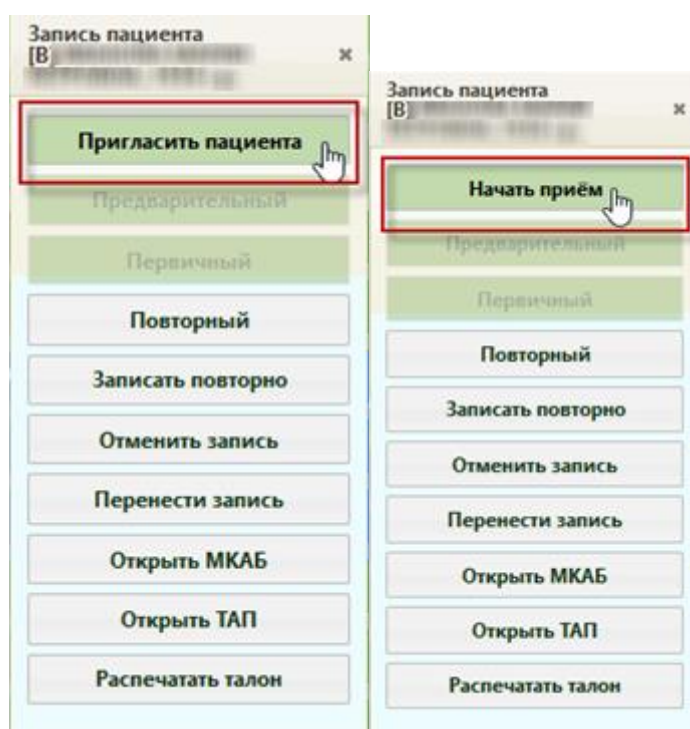 Запись пациента
[В]
Пригласить пациента
Предварительный
Первичный
Повторный
Записать повторно
Отменить запись
Перенести запись
Открыть МКАБ
Открыть ТАП
Распечатать талон
Запись пациента
[В]
Начать приём
Предварительный
Первичный
Повторный
Записать повторно
Отменить запись
Перенести запись
Открыть МКАБ
Открыть ТАП
Распечатать талон